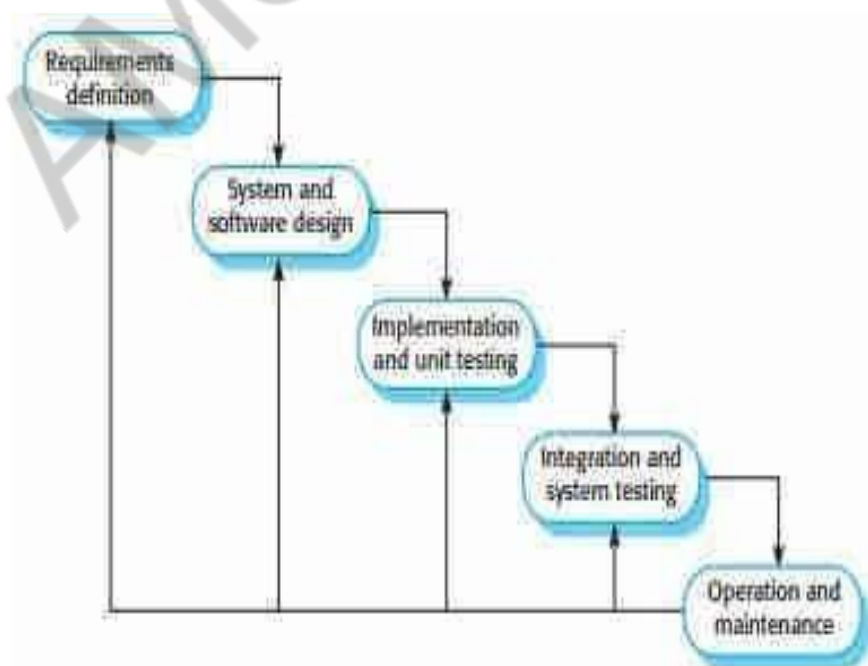 Requirements
definition
System and
software design
Implementation
and unit testing
Integration and
system testing
Operation and
maintenance